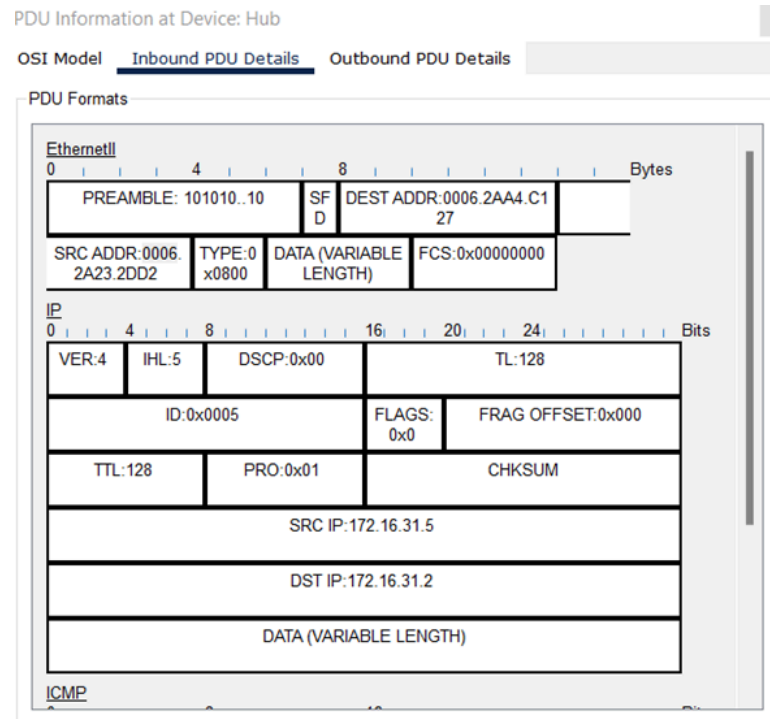 PDU Information at Device: Hub
OSI Model Inbound PDU Details Outbound PDU Details
PDU Formats
EthernetII
0 4 8 Bytes
PREAMBLE: 101010..10 SF DEST ADDR:0006.2AA4.C1
D 27
SRC ADDR:0006. TYPE:0 DATA (VARIABLE FCS:0x00000000
2A23.2DD2 x0800 LENGTH)
IP
0 4 8 16 20 24 Bits
VER:4 IHL:5 DSCP:0x00 TL:128
ID:0x0005 FLAGS: FRAG OFFSET:0x000
0x0
TTL:128 PRO:0x01 CHKSUM
SRC IP:172.16.31.5
DST IP:172.16.31.2
DATA (VARIABLE LENGTH)
ICMP